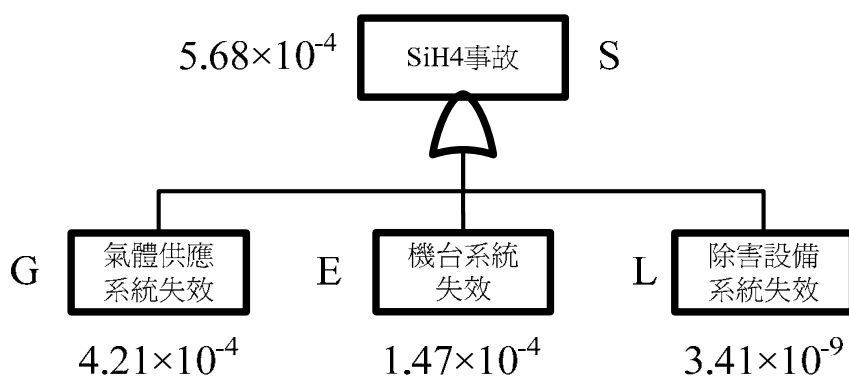 5.68×10⁻⁴
SiH4事故
S
G
氣體供應
系統失效
E
機台系統
失效
L
除害設備
系統失效
4.21×10⁻⁴
1.47×10⁻⁴
3.41×10⁻⁹